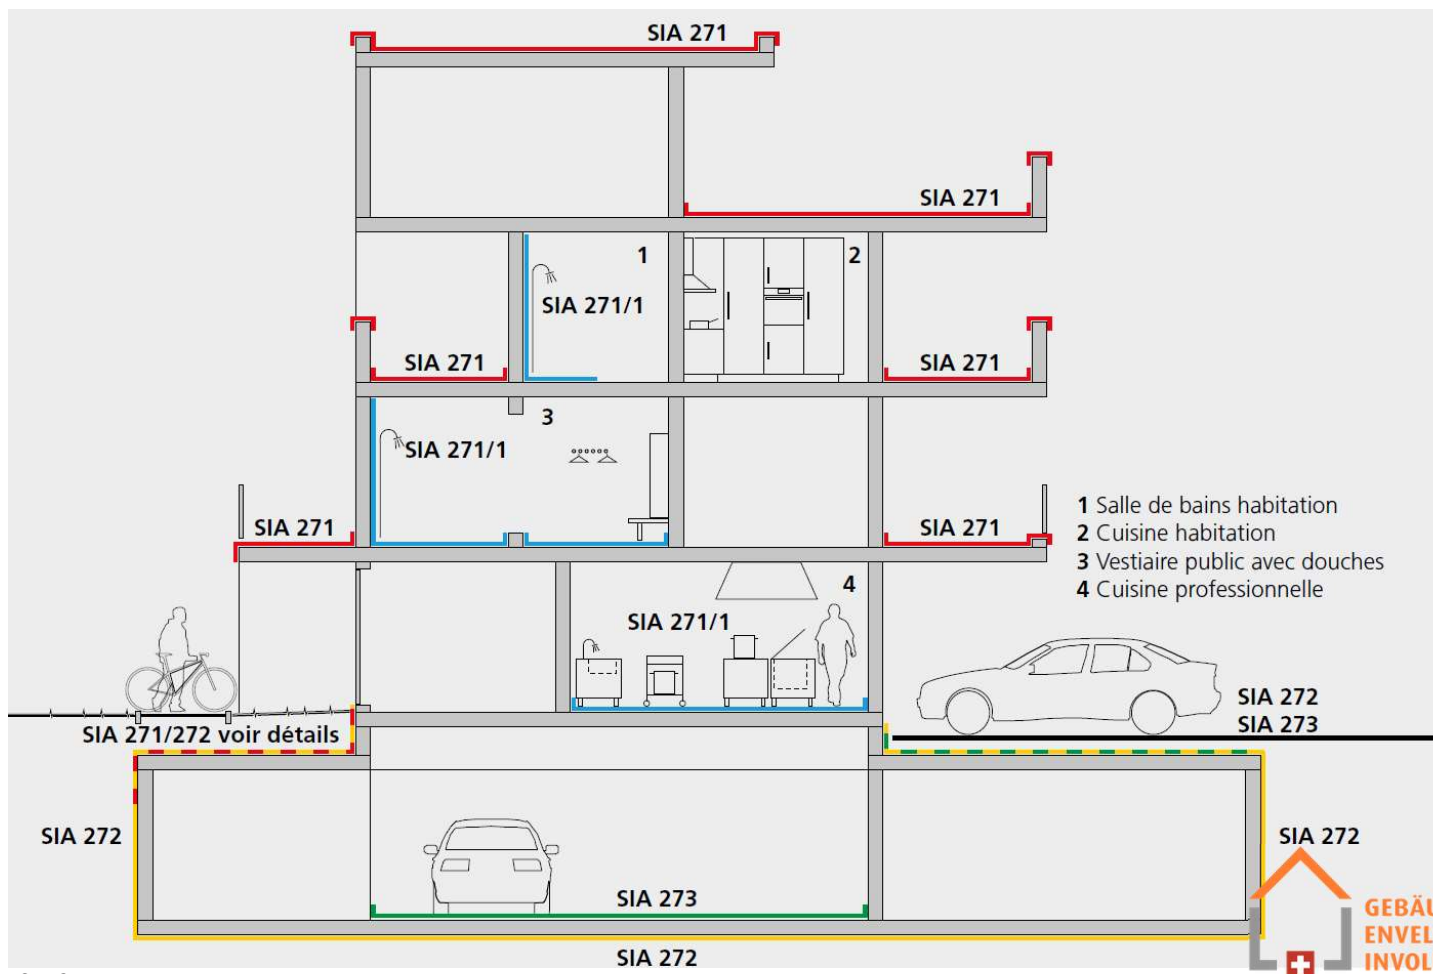 SIA 271
SIA 271
1
2
SIA 271/1
SIA 271
SIA 271
3
SIA 271/1
SIA 271
SIA 271
1 Salle de bains habitation
2 Cuisine habitation
3 Vestiaire public avec douches
4 Cuisine professionnelle
4
SIA 271/1
SIA 272
SIA 273
SIA 271/272 voir détails
SIA 272
SIA 272
SIA 273
SIA 272
GEBÄU
ENVEL
INVOL